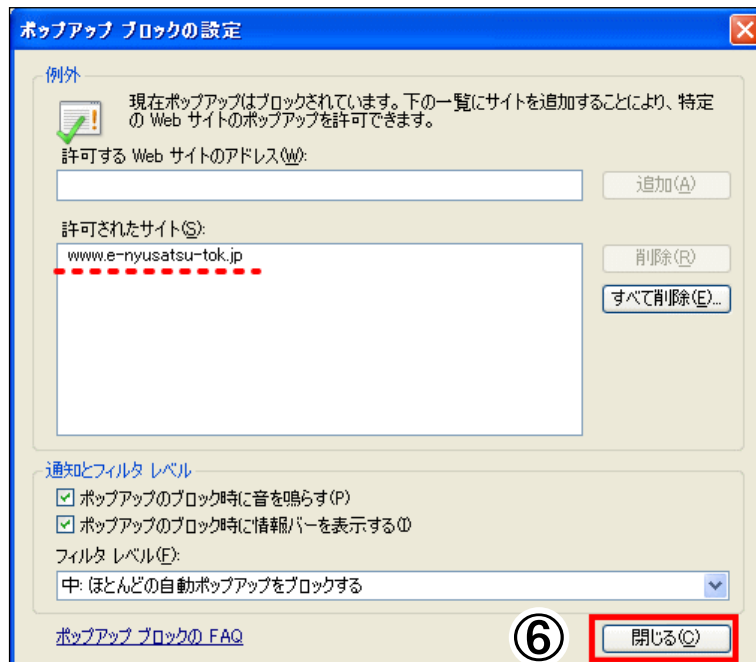 ポップアップ ブロックの設定
例外
現在ポップアップはブロックされています。下の一覧にサイトを追加することにより、特定
の Web サイトのポップアップを許可できます。
許可する Web サイトのアドレス(W):
追加(A)
許可されたサイト(S):
www.e-nyusatsu-tok.jp
削除(R)
すべて削除(E)...
通知とフィルタ レベル
ポップアップのブロック時に音を鳴らす(P)
ポップアップのブロック時に情報バーを表示する(I)
フィルタ レベル(F):
中: ほとんどの自動ポップアップをブロックする
ポップアップ ブロックの FAQ
⑥ 閉じる(C)